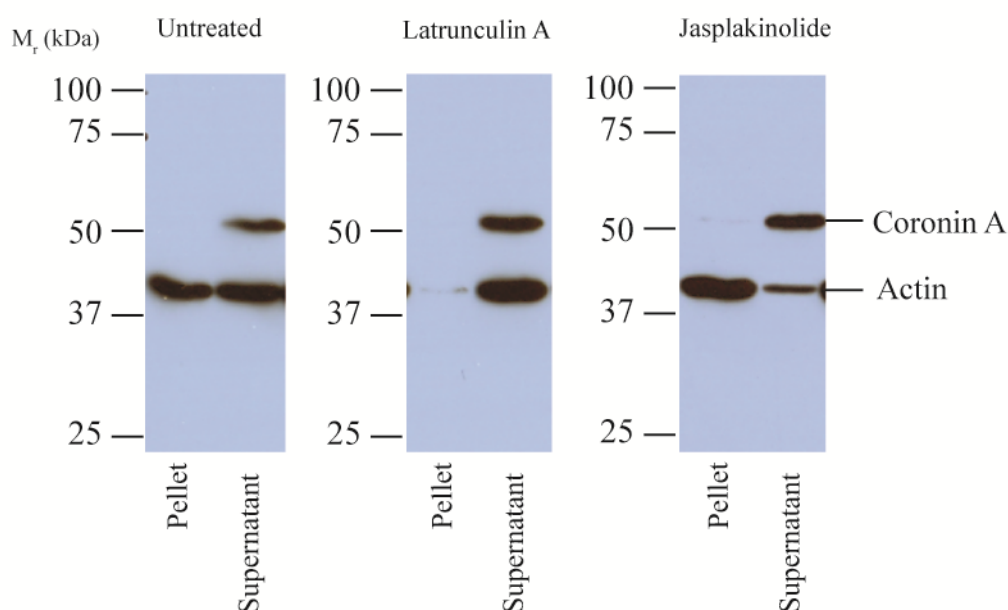 M_r (kDa) Untreated Latrunculin A Jasplakinolide
100 100 100
75 75 75
50 50 50 Coronin A
37 37 37 Actin
25 25 25
Pellet Supernatant Pellet Supernatant Pellet Supernatant